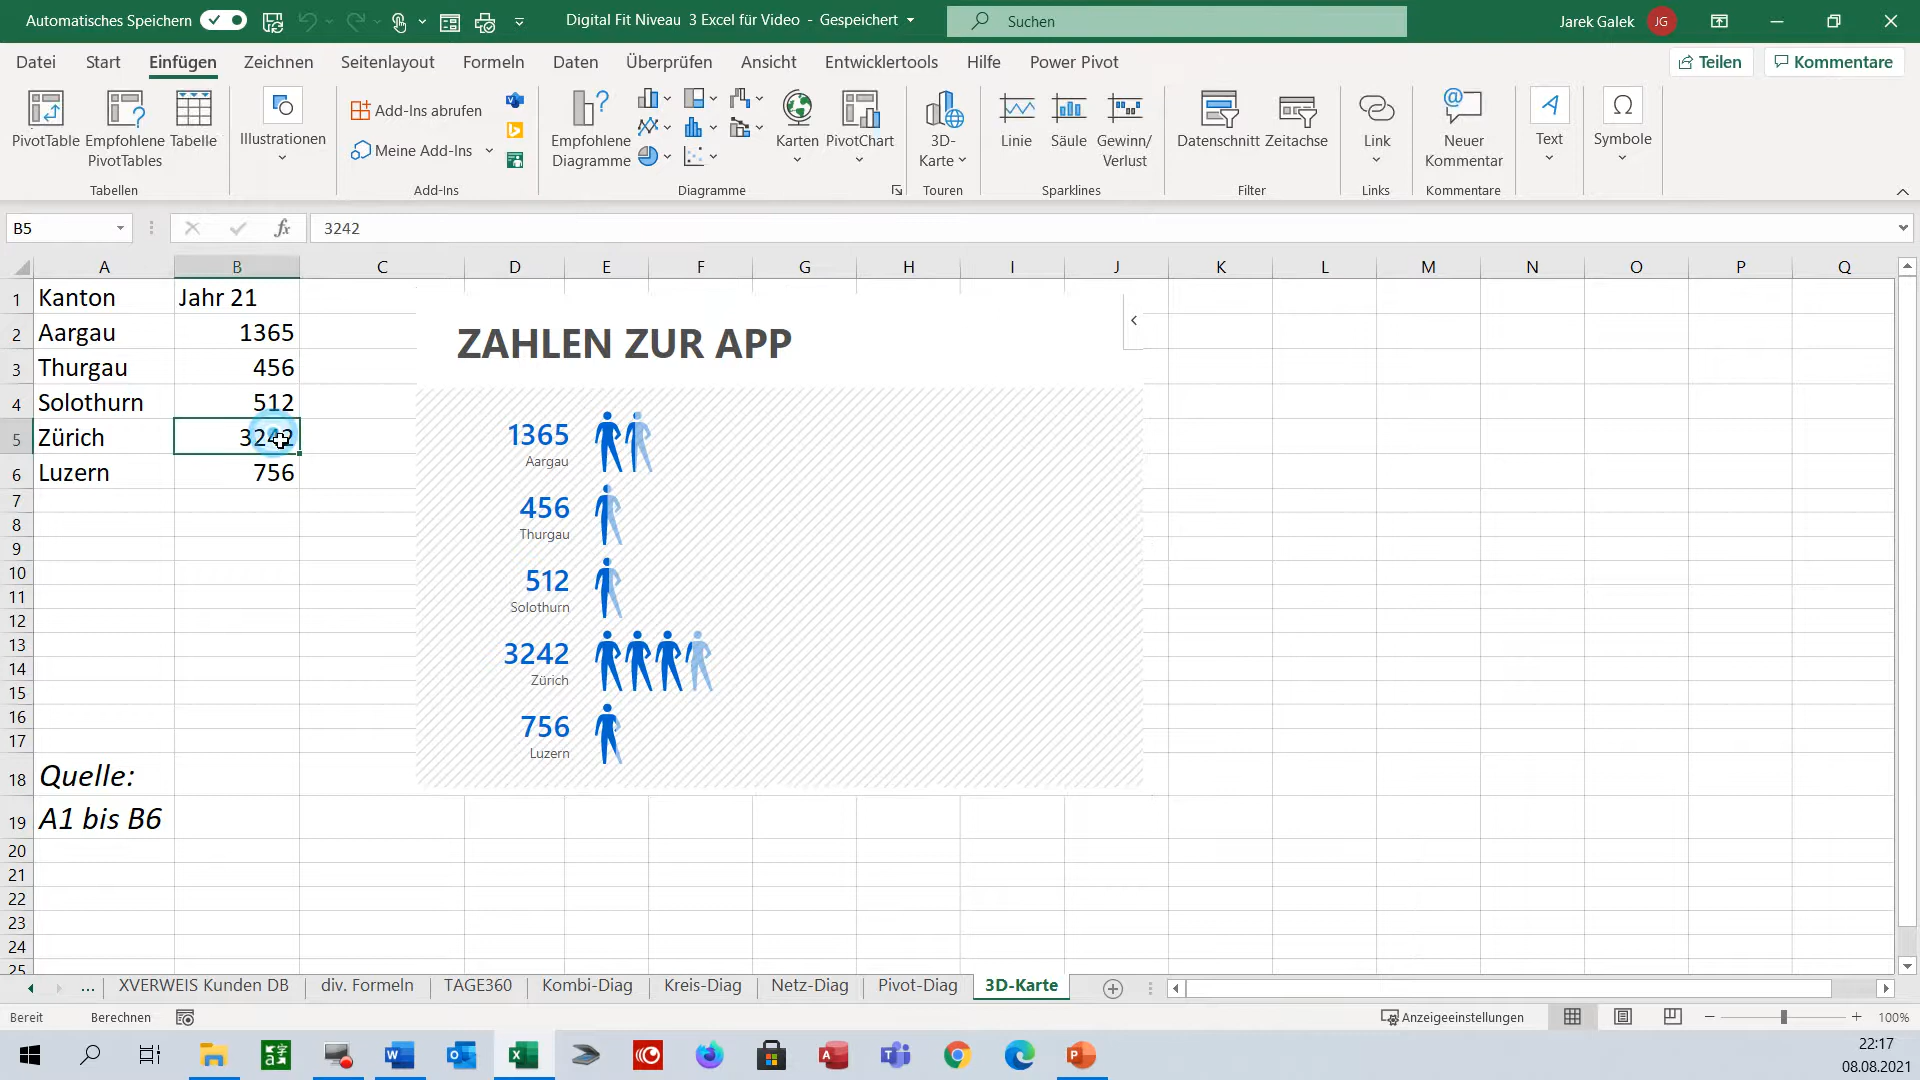 Automatisches Speichern
Digital Fit Niveau 3 Excel für Video - Gespeichert
Suchen
Jarek Galek
JG
Datei Start Einfügen Zeichnen Seitenlayout Formeln Daten Überprüfen Ansicht Entwicklertools Hilfe Power Pivot
Teilen
Kommentare
PivotTable
Empfohlene
PivotTables
Tabelle
Tabellen
Illustrationen
Add-Ins abrufen
Meine Add-Ins
Add-Ins
Empfohlene
Diagramme
Karten
PivotChart
Diagramme
3D-
Karte
Touren
Linie
Säule
Gewinn/
Verlust
Sparklines
Datenschnitt
Zeitachse
Filter
Link
Links
Neuer
Kommentar
Kommentare
Text
Symbole
B5
fx
3242
A B C D E F G H I J K L M N O P Q
1 Kanton Jahr 21
2 Aargau 1365
3 Thurgau 456
4 Solothurn 512
5 Zürich 3242
6 Luzern 756
7
8
9
10
11
12
13
14
15
16
17
18 Quelle:
19 A1 bis B6
20
21
22
23
24
25
ZAHLEN ZUR APP
1365
Aargau
456
Thurgau
512
Solothurn
3242
Zürich
756
Luzern
... XVERWEIS Kunden DB div. Formeln TAGE360 Kombi-Diag Kreis-Diag Netz-Diag Pivot-Diag 3D-Karte
Bereit Berechnen
Anzeigeeinstellungen
100%
22:17
08.08.2021